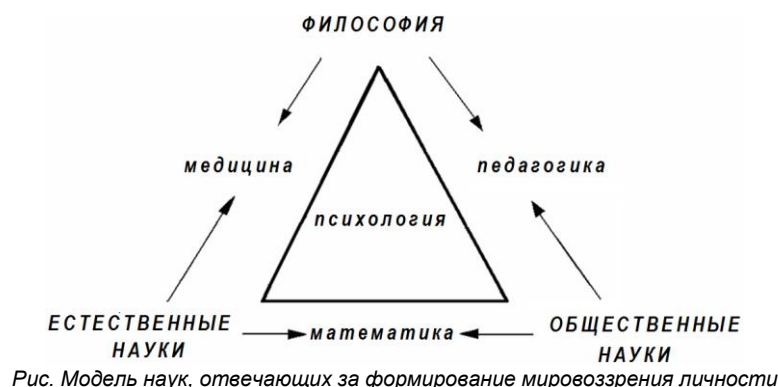 ФИЛОСОФИЯ
медицина
педагогика
психология
ЕСТЕСТВЕННЫЕ
НАУКИ
математика
ОБЩЕСТВЕННЫЕ
НАУКИ
Рис. Модель наук, отвечающих за формирование мировоззрения личности